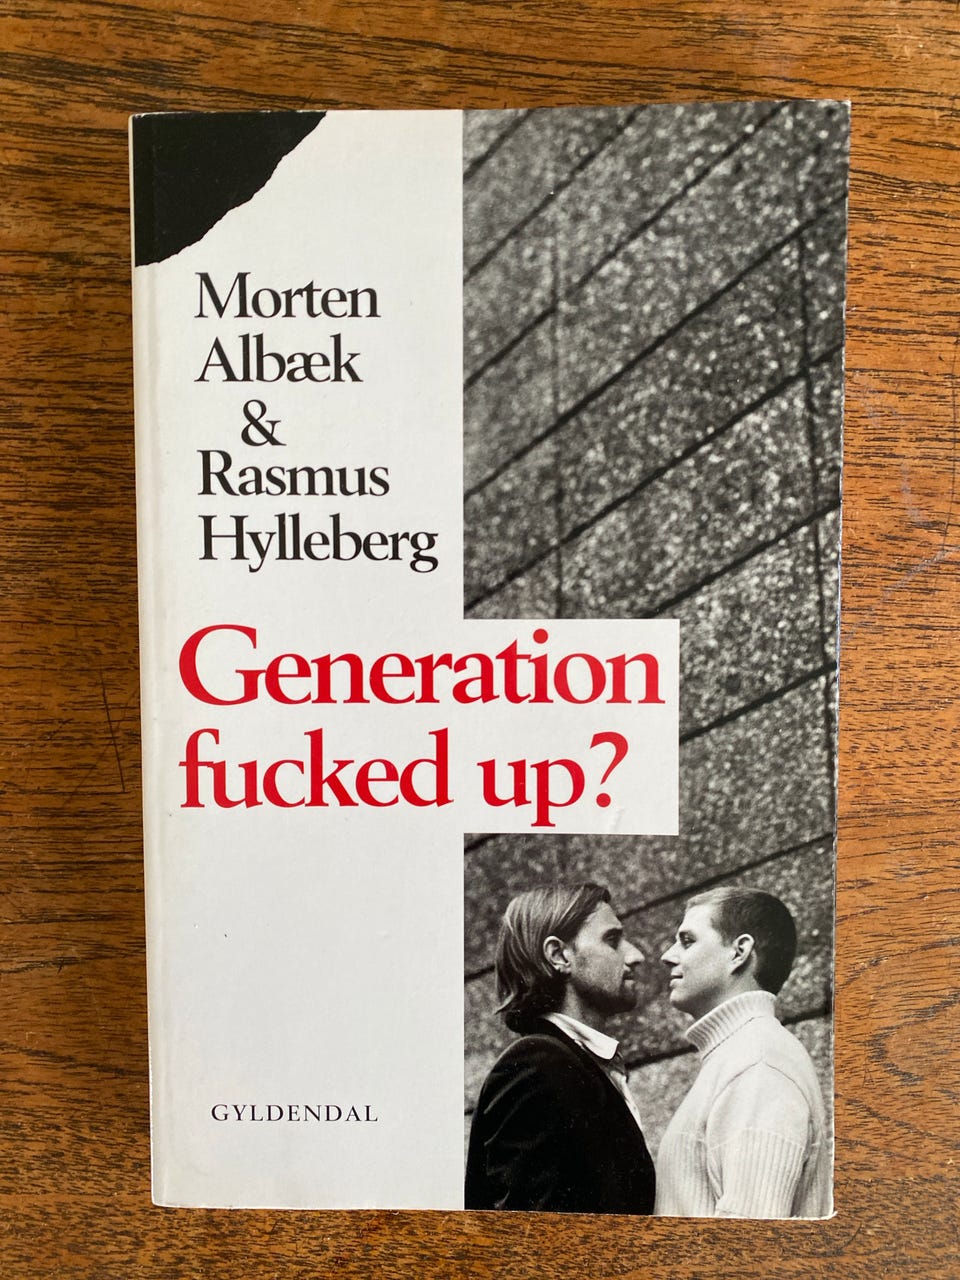 Morten
Albæk
&
Rasmus
Hylleberg
Generation
fucked up?
GYLDENDAL